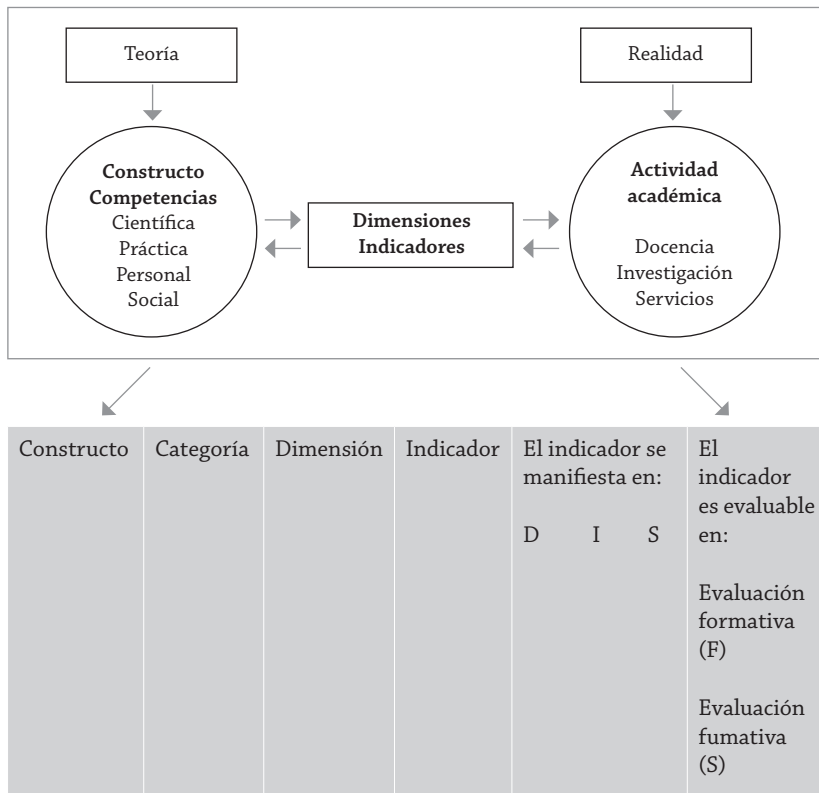 Teoría
Realidad
Constructo
Competencias
Científica
Práctica
Personal
Social
Dimensiones
Indicadores
Actividad
académica
Docencia
Investigación
Servicios
Constructo
Categoría
Dimensión
Indicador
El indicador se
manifiesta en:
D I S
El
indicador
es evaluable
en:
Evaluación
formativa
(F)
Evaluación
fumativa
(S)